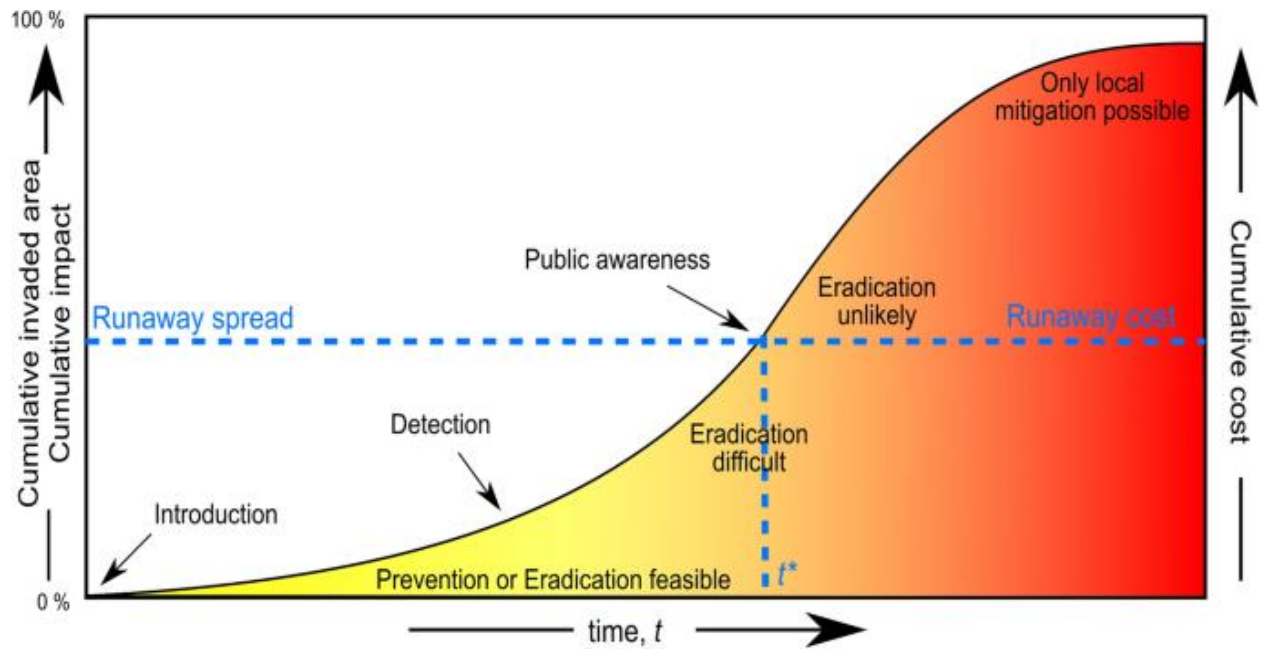 100 %
Cumulative invaded area
Cumulative impact
Only local
mitigation possible
Public awareness
Eradication
unlikely
Runaway spread
Runaway cost
Cumulative cost
Detection
Eradication
difficult
Introduction
Prevention or Eradication feasible
t*
0 %
time, t